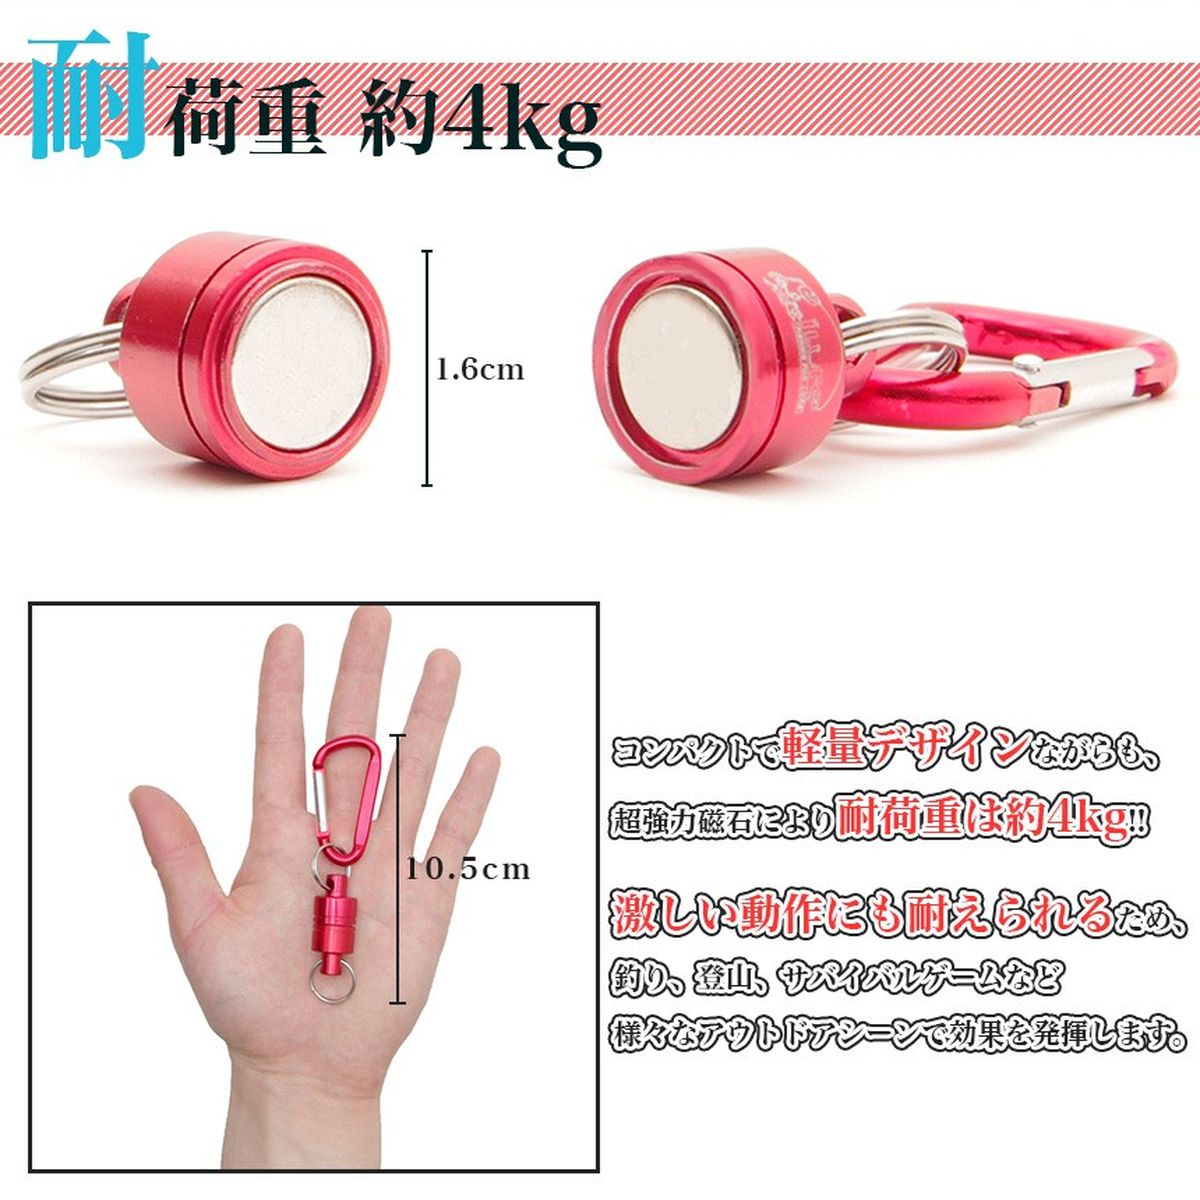 耐荷重 約4kg
1.6cm
10.5cm
コンパクトで軽量デザインながらも、
超強力磁石により耐荷重は約4kg!!
激しい動作にも耐えられるため、
釣り、登山、サバイバルゲームなど
様々なアウトドアシーンで効果を発揮します。